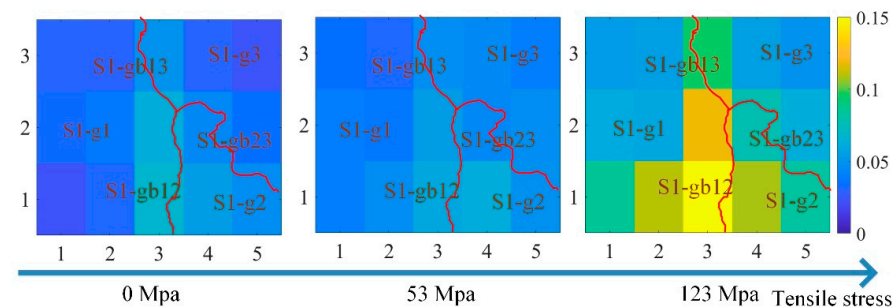 3
2
1
S1-gb13
S1-g3
S1-g1
S1-gb23
S1-gb12
S1-g2
1 2 3 4 5
3
2
1
S1-gb13
S1-g3
S1-g1
S1-gb23
S1-gb12
S1-g2
1 2 3 4 5
3
2
1
S1-gb13
S1-g3
S1-g1
S1-gb23
S1-gb12
S1-g2
1 2 3 4 5
0.15
0.1
0.05
0
0 Mpa
53 Mpa
123 Mpa
Tensile stress